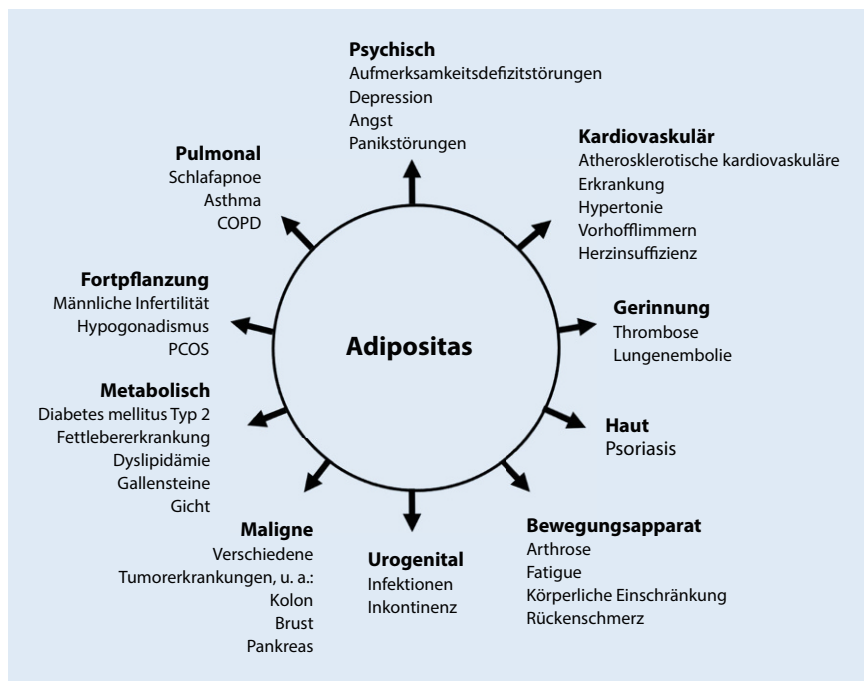 Psychisch
Aufmerksamkeitsdefizitstörungen
Depression
Angst
Panikstörungen
Kardiovaskulär
Atherosklerotische kardiovaskuläre
Erkrankung
Hypertonie
Vorhofflimmern
Herzinsuffizienz
Gerinnung
Thrombose
Lungenembolie
Haut
Psoriasis
Bewegungsapparat
Arthrose
Fatigue
Körperliche Einschränkung
Rückenschmerz
Urogenital
Infektionen
Inkontinenz
Maligne
Verschiedene
Tumorerkrankungen, u. a.:
Kolon
Brust
Pankreas
Metabolisch
Diabetes mellitus Typ 2
Fettlebererkrankung
Dyslipidämie
Gallensteine
Gicht
Fortpflanzung
Männliche Infertilität
Hypogonadismus
PCOS
Pulmonal
Schlafapnoe
Asthma
COPD
Adipositas